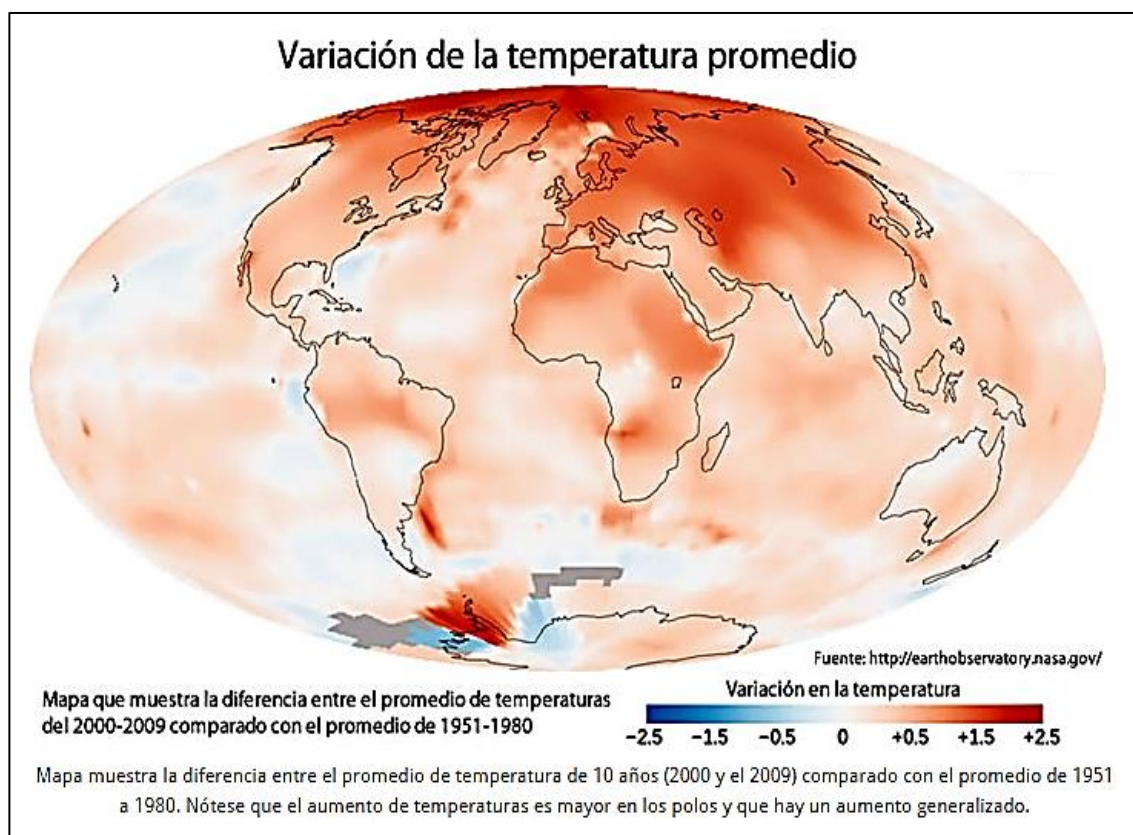 Variación de la temperatura promedio
Fuente: http://earthobservatory.nasa.gov/
Mapa que muestra la diferencia entre el promedio de temperaturas
del 2000-2009 comparado con el promedio de 1951-1980
Variación en la temperatura
−2.5 −1.5 −0.5 0 +0.5 +1.5 +2.5
Mapa muestra la diferencia entre el promedio de temperatura de 10 años (2000 y el 2009) comparado con el promedio de 1951
a 1980. Nótese que el aumento de temperaturas es mayor en los polos y que hay un aumento generalizado.